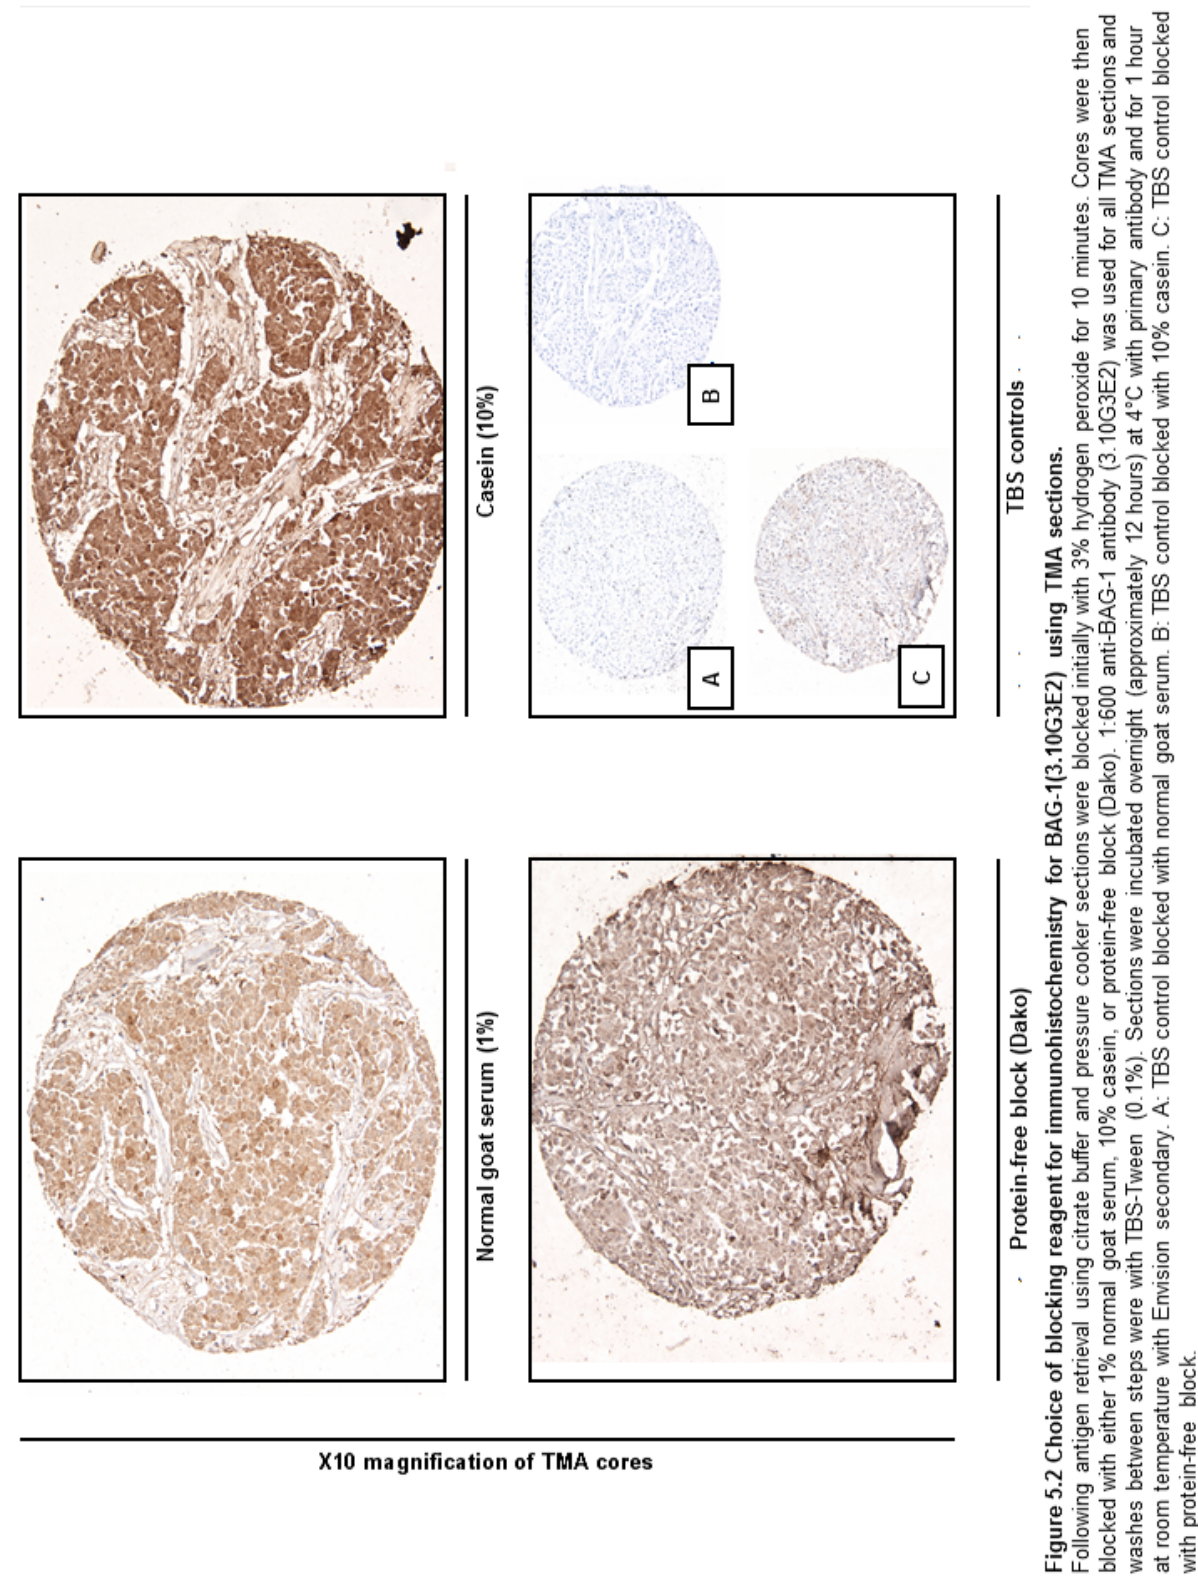 X10 magnification of TMA cores
Normal goat serum (1%)
Casein (10%)
Protein-free block (Dako)
A
B
C
TBS controls
Figure 5.2 Choice of blocking reagent for immunohistochemistry for BAG-1(3.10G3E2) using TMA sections.
Following antigen retrieval using citrate buffer and pressure cooker sections were blocked initially with 3% hydrogen peroxide for 10 minutes. Cores were then
blocked with either 1% normal goat serum, 10% casein, or protein-free block (Dako). 1:600 anti-BAG-1 antibody (3.10G3E2) was used for all TMA sections and
washes between steps were with TBS-Tween (0.1%). Sections were incubated overnight (approximately 12 hours) at 4°C with primary antibody and for 1 hour
at room temperature with Envision secondary. A: TBS control blocked with normal goat serum. B: TBS control blocked with 10% casein. C: TBS control blocked
with protein-free block.